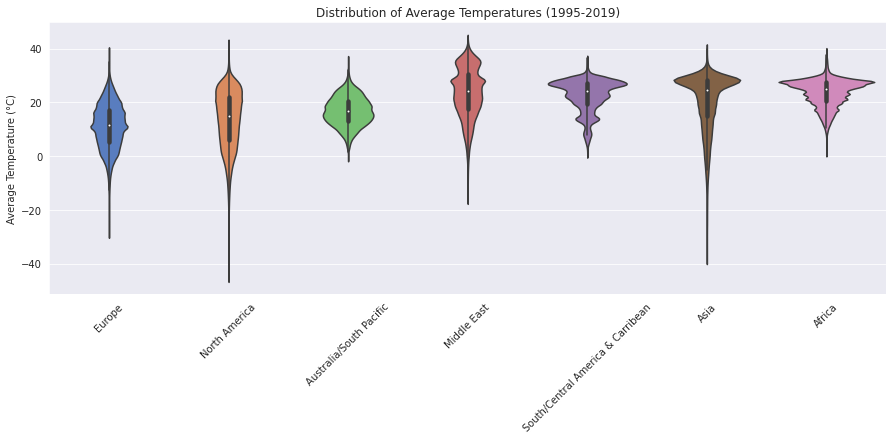 Distribution of Average Temperatures (1995-2019)
Average Temperature (°C)
40
20
0
−20
−40
Europe
North America
Australia/South Pacific
Middle East
South/Central America & Carribean
Asia
Africa